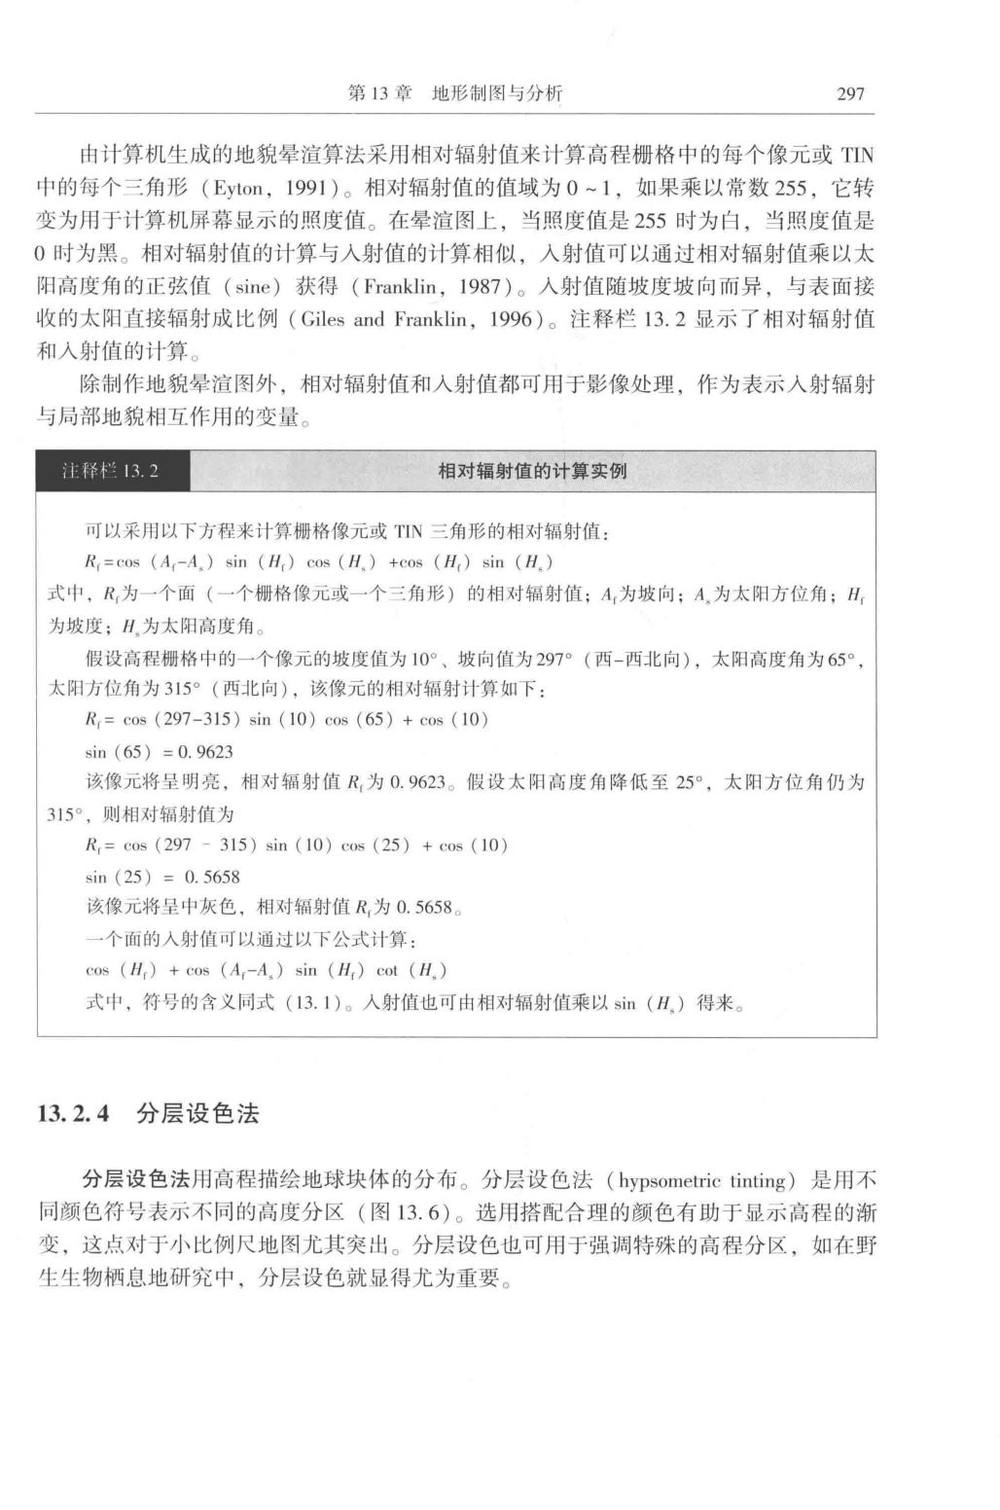 第 13 章 地形制图与分析 297
由计算机生成的地貌晕渲算法采用相对辐射值来计算高程栅格中的每个像元或 TIN
中的每个三角形（Eyton，1991）。相对辐射值的值域为 0 ~ 1，如果乘以常数 255，它转
变为用于计算机屏幕显示的照度值。在晕渲图上，当照度值是 255 时为白，当照度值是
0 时为黑。相对辐射值的计算与入射值的计算相似，入射值可以通过相对辐射值乘以太
阳高度角的正弦值（sine）获得（Franklin，1987）。入射值随坡度坡向而异，与表面接
收的太阳直接辐射成比例（Giles and Franklin，1996）。注释栏 13. 2 显示了相对辐射值
和入射值的计算。
除制作地貌晕渲图外，相对辐射值和入射值都可用于影像处理，作为表示入射辐射
与局部地貌相互作用的变量。
注释栏 13. 2 相对辐射值的计算实例
可以采用以下方程来计算栅格像元或 TIN 三角形的相对辐射值：
Rf=cos（Af-As）sin（Hf）cos（Hs）+cos（Hf）sin（Hs）
式中，Rf为一个面（一个栅格像元或一个三角形）的相对辐射值；Af为坡向；As为太阳方位角；Hf
为坡度；Hs为太阳高度角。
假设高程栅格中的一个像元的坡度值为 10°、坡向值为 297°（西-西北向），太阳高度角为 65°，
太阳方位角为 315°（西北向），该像元的相对辐射计算如下：
Rf= cos（297-315）sin（10）cos（65）+ cos（10）
sin（65）= 0. 9623
该像元将呈明亮，相对辐射值 Rf为 0. 9623。假设太阳高度角降低至 25°，太阳方位角仍为
315°，则相对辐射值为
Rf= cos（297 - 315）sin（10）cos（25）+ cos（10）
sin（25）= 0. 5658
该像元将呈中灰色，相对辐射值 Rf为 0. 5658。
一个面的入射值可以通过以下公式计算：
cos（Hf）+ cos（Af-As）sin（Hf）cot（Hs）
式中，符号的含义同式（13. 1）。入射值也可由相对辐射值乘以 sin（Hs）得来。
13. 2. 4 分层设色法
分层设色法用高程描绘地球块体的分布。分层设色法（hypsometric tinting）是用不
同颜色符号表示不同的高度分区（图 13. 6）。选用搭配合理的颜色有助于显示高程的渐
变，这点对于小比例尺地图尤其突出。分层设色也可用于强调特殊的高程分区，如在野
生生物栖息地研究中，分层设色就显得尤为重要。